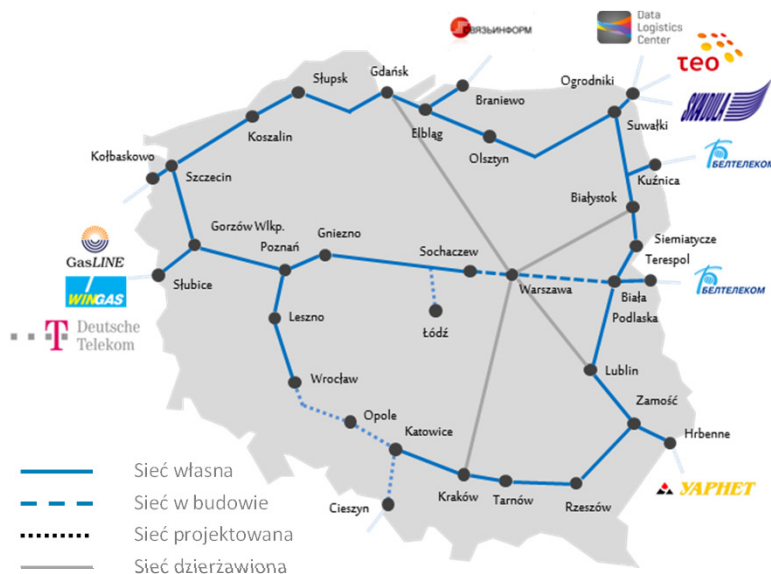 СВЯЗЬИНФОРМ
Data
Logistics
Center
TEO
Ogrodniki
Gdańsk
Słupsk
Braniewo
SKAIDULA
Suwałki
Elbląg
Koszalin
Olsztyn
БЕЛТЕЛЕКОМ
Kołbaskowo
Szczecin
Kuźnica
Białystok
Gorzów Wlkp.
Gniezno
Siemiatycze
Poznań
Sochaczew
Terespol
GasLINE
Słubice
Warszawa
Biała
Podlaska
БЕЛТЕЛЕКОМ
WINGAS
Łódź
Leszno
T Deutsche
Telekom
Lublin
Wrocław
Zamość
Opole
Katowice
Hrbenne
Sieć własna
УАРНЕТ
Kraków
Tarnów
Rzeszów
Sieć w budowie
Cieszyn
Sieć projektowana
Sieć dzierżawiona